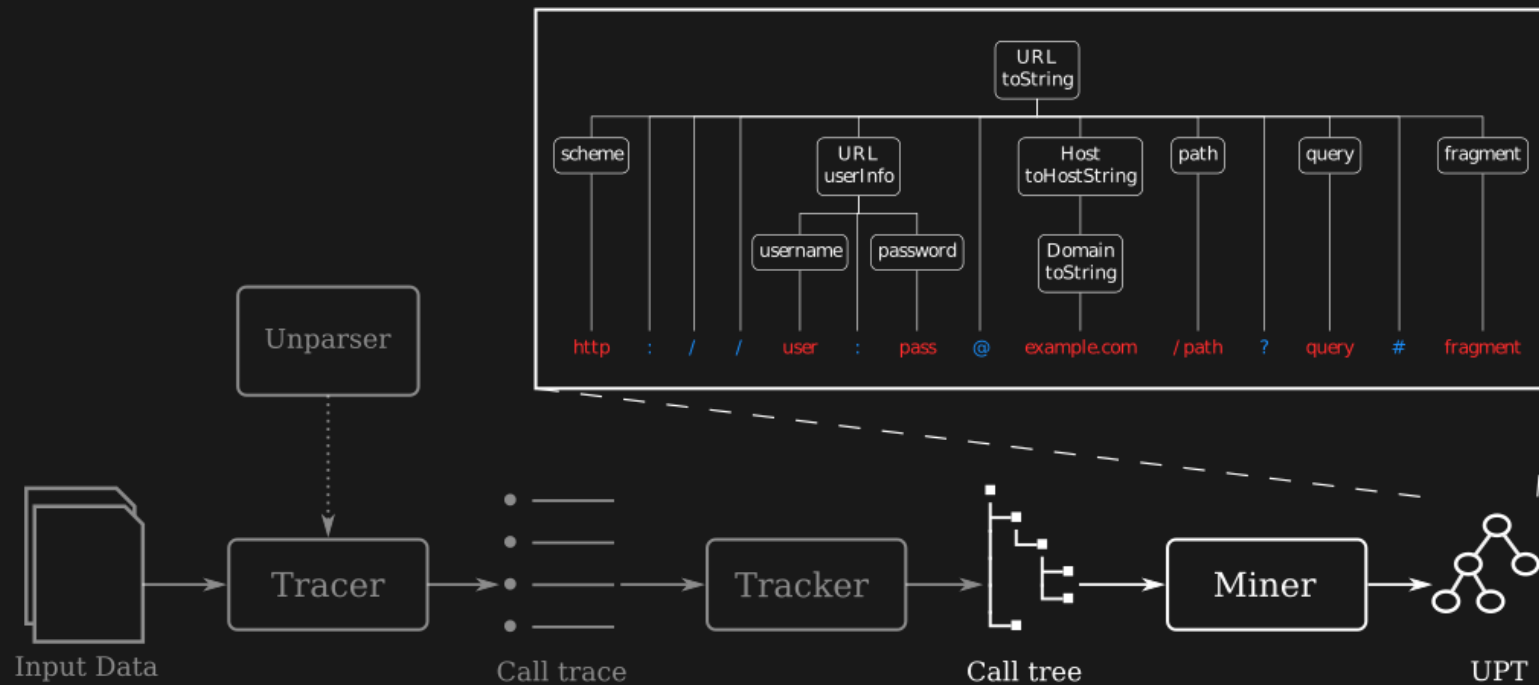 URL
toString
scheme
URL
userInfo
Host
toHostString
path
query
fragment
username
password
Domain
toString
http : / / user : pass @ example.com /path ? query # fragment
Unparser
Tracer
Tracker
Miner
Input Data
Call trace
Call tree
UPT